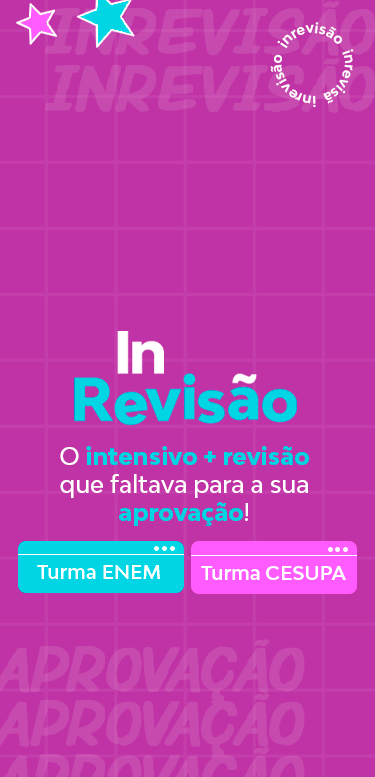 INREVISÃO
INREVISÃO
inrevisão inrevisão inrevisã inrevisão
In
Revisão
O intensivo + revisão
que faltava para a sua
aprovação!
Turma ENEM
Turma CESUPA
APROVAÇÃO
APROVAÇÃO
APROVAÇÃO